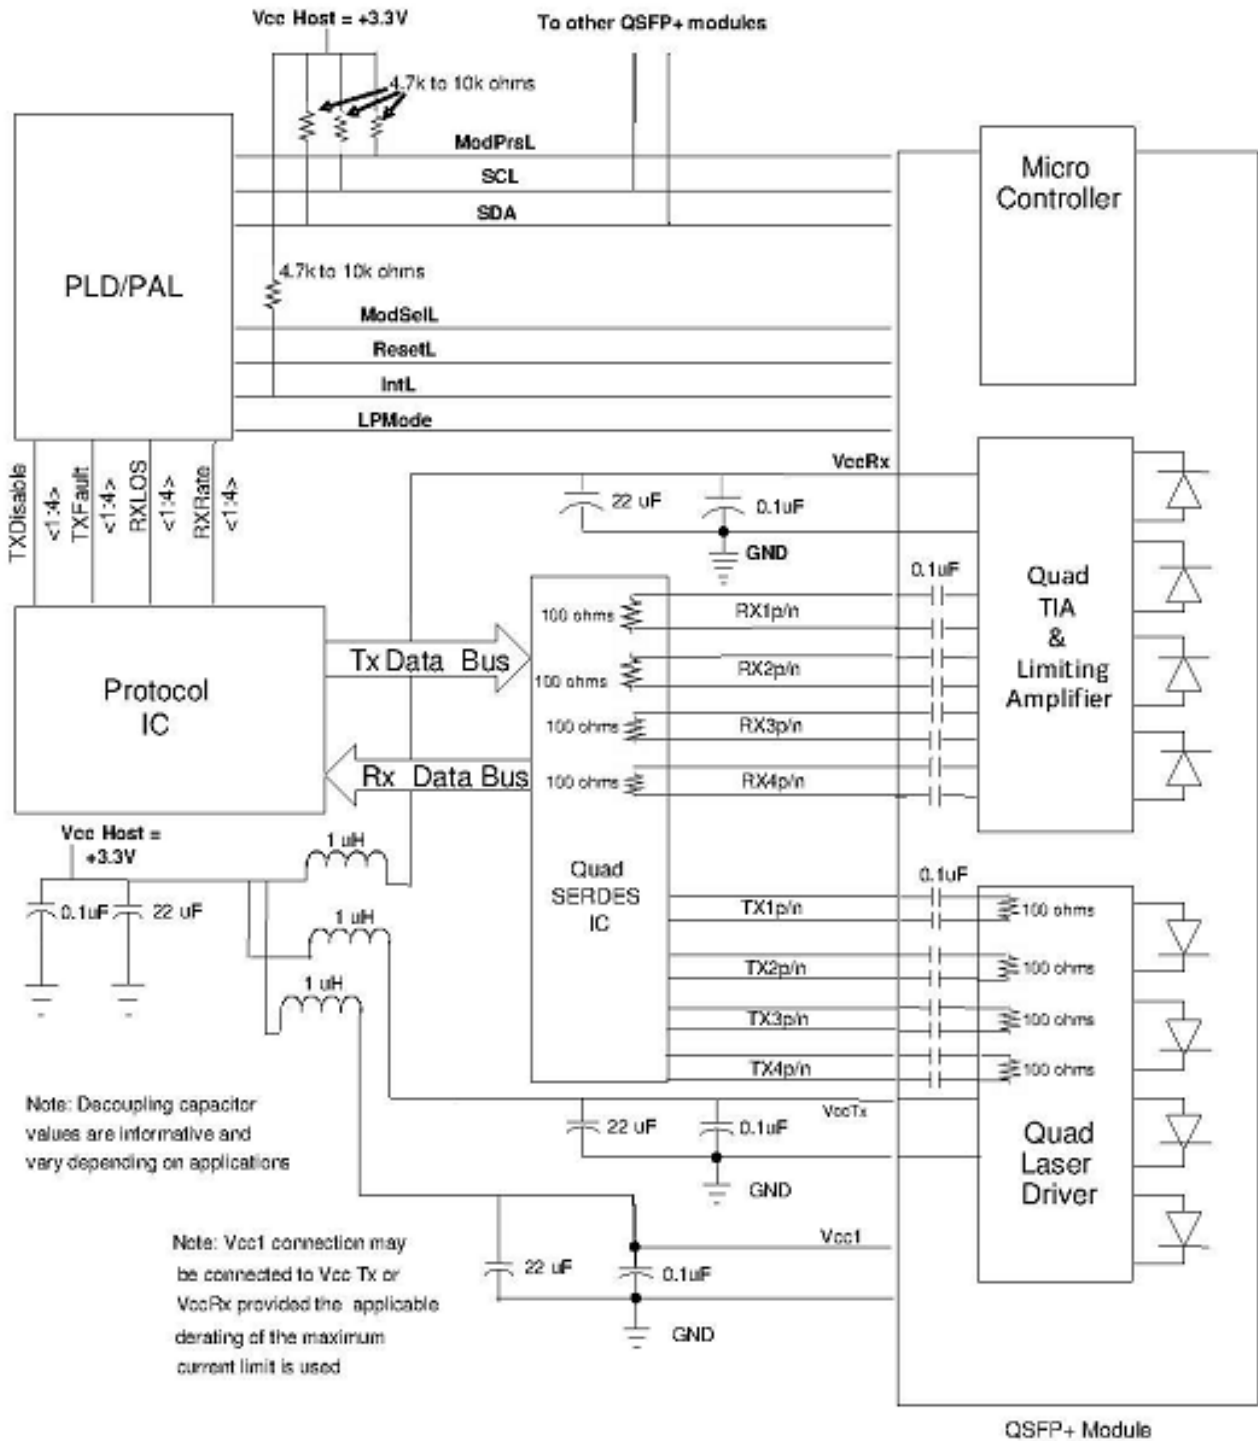 Vcc Host = +3.3V
To other QSFP+ modules
4.7k to 10k ohms
ModPrsL
SCL
SDA
Micro
Controller
PLD/PAL
4.7k to 10k ohms
ModSelL
ResetL
IntL
LPMode
TXDisable
<1:4>
TXFault
<1:4>
RXLOS
<1:4>
RXRate
<1:4>
VccRx
22 uF
0.1uF
GND
0.1uF
Quad
TIA
&
Limiting
Amplifier
100 ohms
RX1p/n
100 ohms
RX2p/n
100 ohms
RX3p/n
100 ohms
RX4p/n
Tx Data Bus
Protocol
IC
Rx Data Bus
Vcc Host =
+3.3V
1 uH
0.1uF
22 uF
1 uH
1 uH
Quad
SERDES
IC
0.1uF
TX1p/n
100 ohms
TX2p/n
100 ohms
TX3p/n
100 ohms
TX4p/n
100 ohms
Note: Decoupling capacitor
values are informative and
vary depending on applications
22 uF
0.1uF
VccTx
GND
Quad
Laser
Driver
Note: Vcc1 connection may
be connected to Vcc Tx or
VccRx provided the applicable
derating of the maximum
current limit is used
22 uF
0.1uF
Vcc1
GND
QSFP+ Module